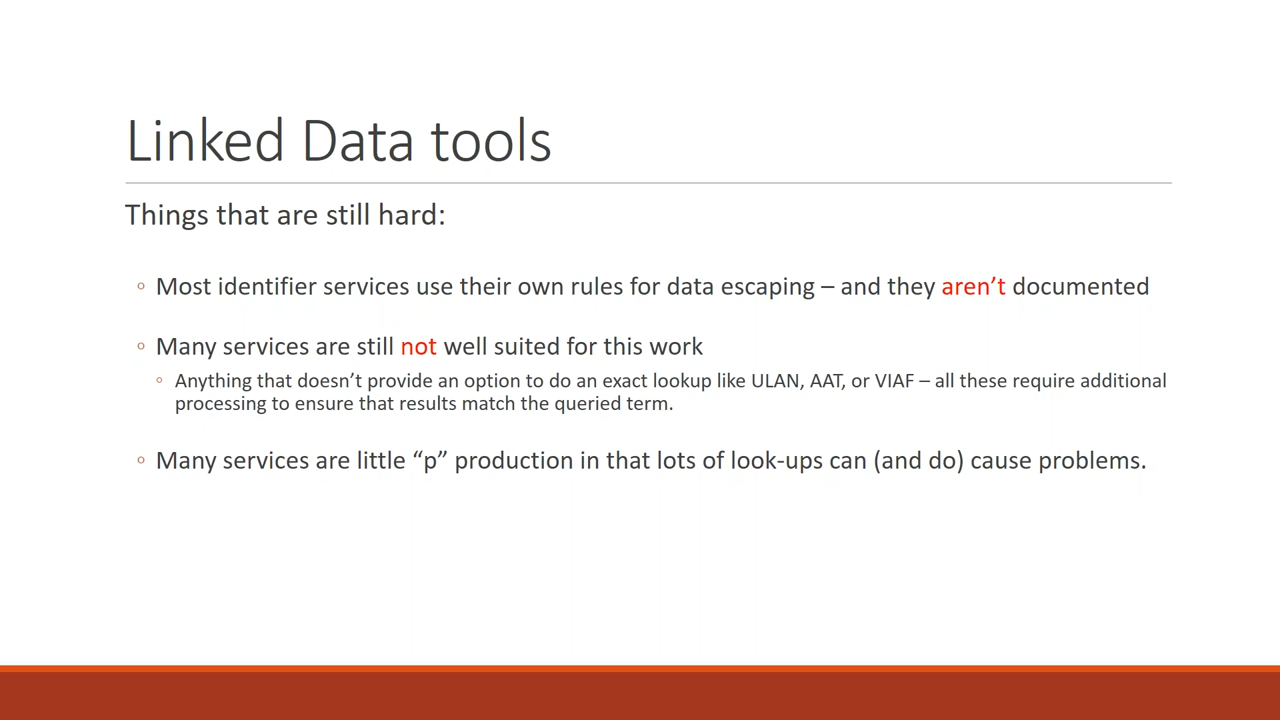 Linked Data tools
Things that are still hard:
◦ Most identifier services use their own rules for data escaping – and they aren’t documented
◦ Many services are still not well suited for this work
◦ Anything that doesn’t provide an option to do an exact lookup like ULAN, AAT, or VIAF – all these require additional
processing to ensure that results match the queried term.
◦ Many services are little “p” production in that lots of look-ups can (and do) cause problems.